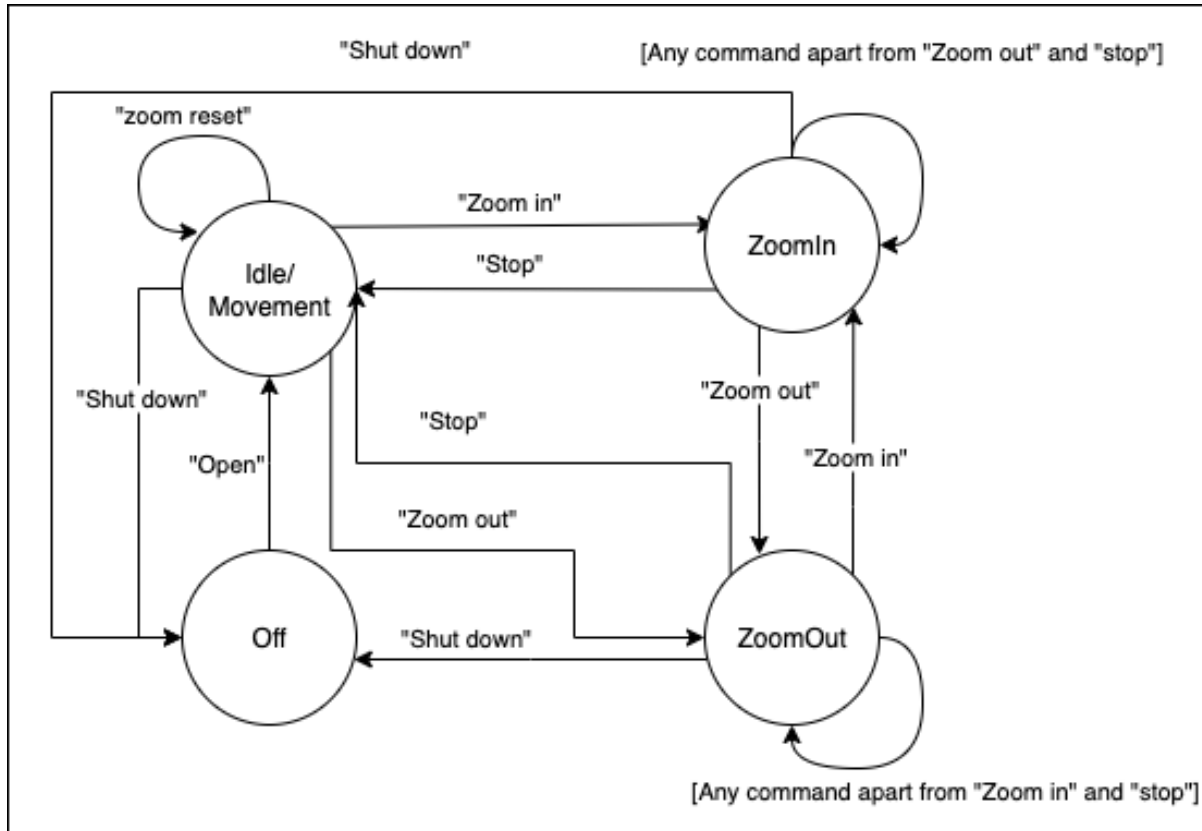 "Shut down"
[Any command apart from "Zoom out" and "stop"]
"zoom reset"
"Zoom in"
ZoomIn
"Stop"
Idle/
Movement
"Zoom out"
"Shut down"
"Stop"
"Open"
"Zoom in"
"Zoom out"
Off
"Shut down"
ZoomOut
[Any command apart from "Zoom in" and "stop"]